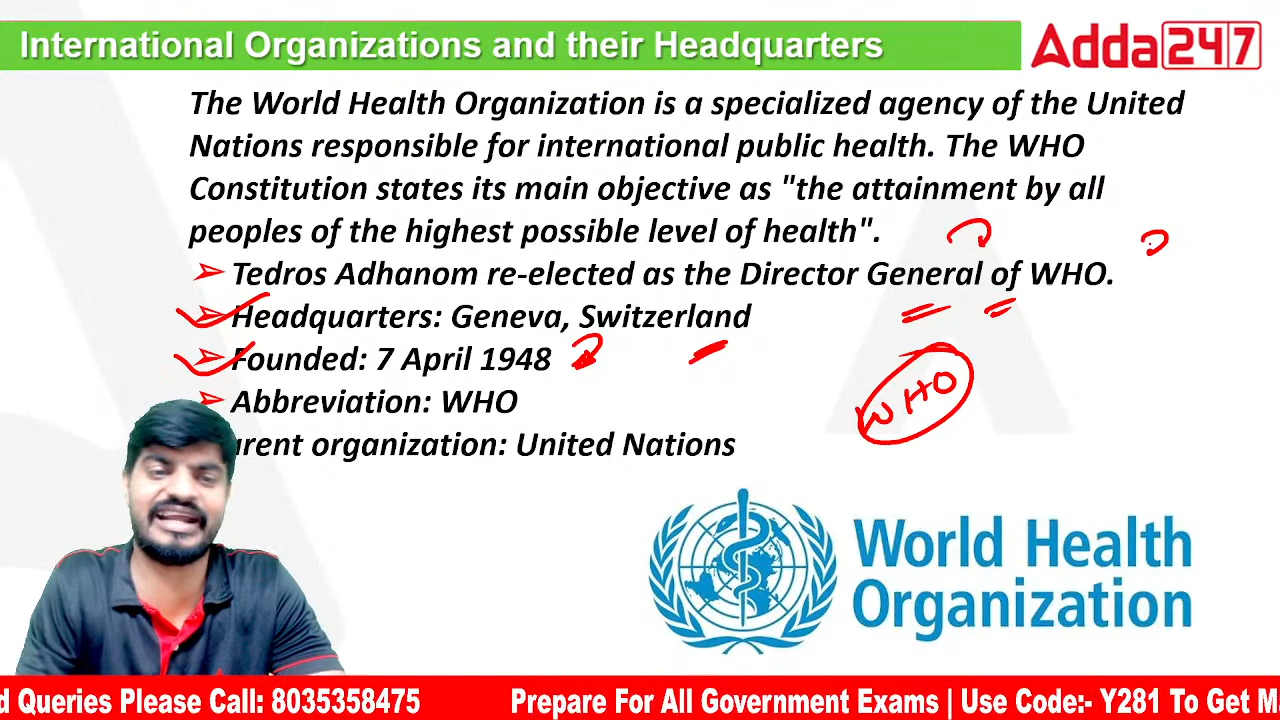 International Organizations and their Headquarters
Adda247
The World Health Organization is a specialized agency of the United
Nations responsible for international public health. The WHO
Constitution states its main objective as "the attainment by all
peoples of the highest possible level of health".
Tedros Adhanom re-elected as the Director General of WHO.
Headquarters: Geneva, Switzerland
Founded: 7 April 1948
Abbreviation: WHO
arent organization: United Nations
WHO
World Health
Organization
d Queries Please Call: 8035358475 Prepare For All Government Exams | Use Code:- Y281 To Get M